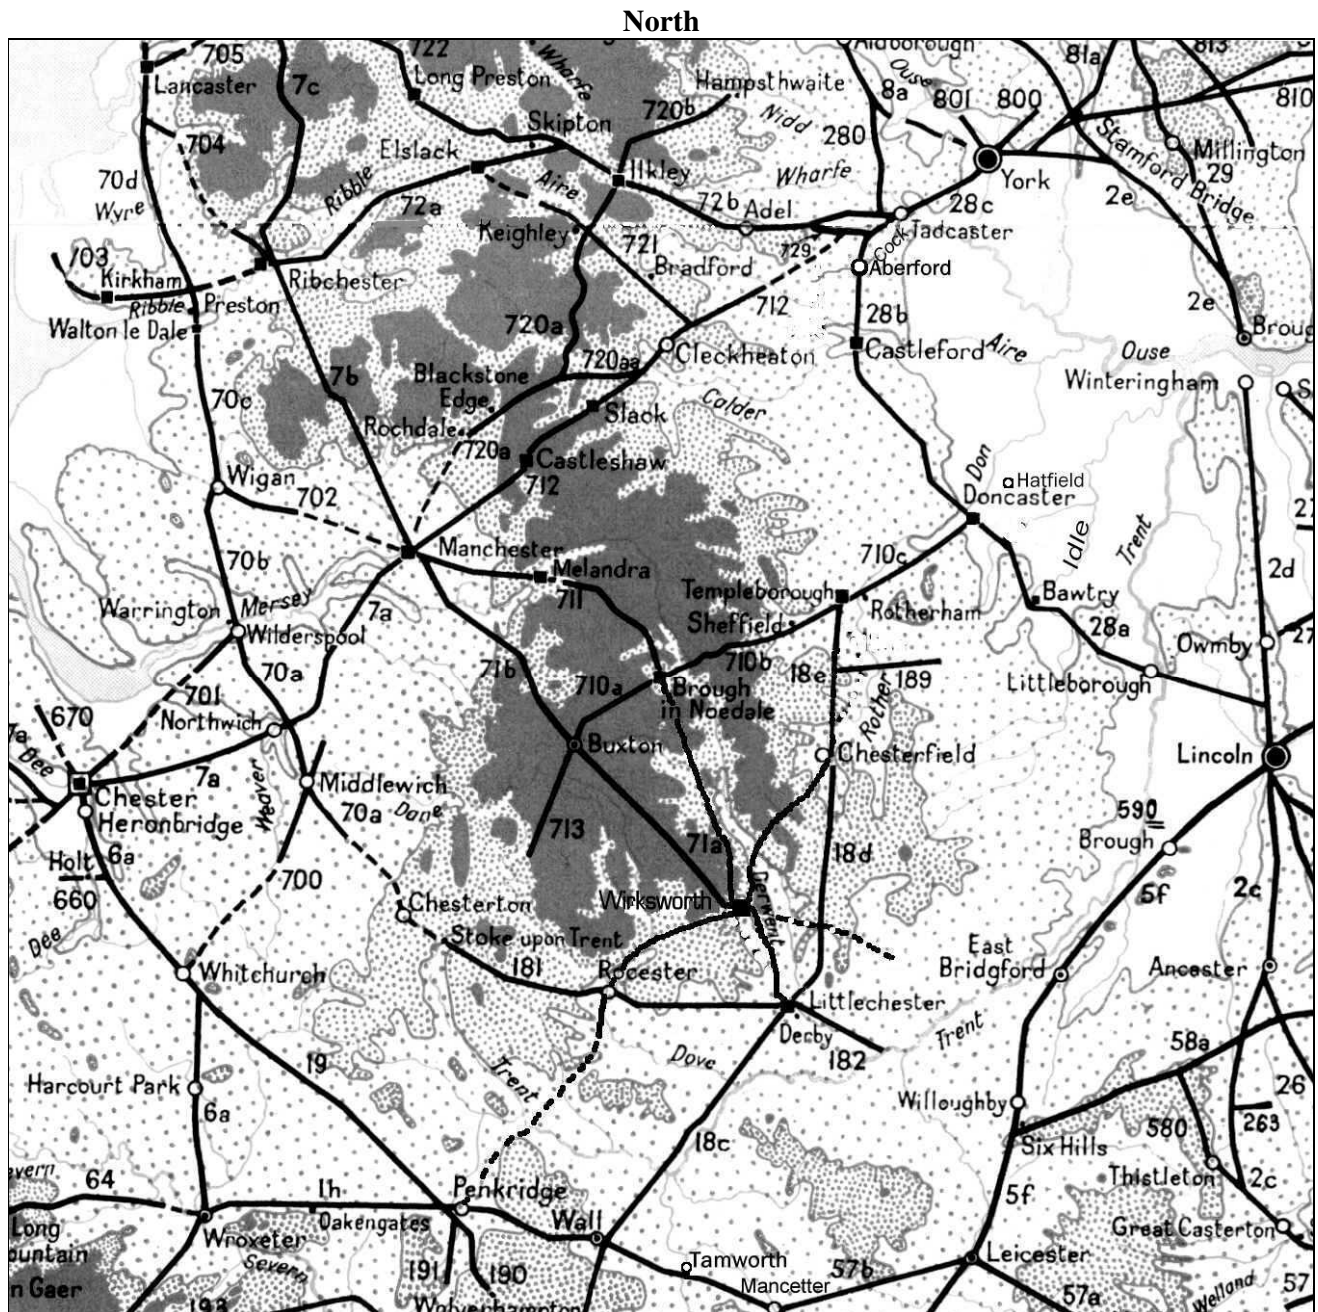 North
705
722
Wharfe
Aldborough
81a
813
Lancaster
7c
Long Preston
Hampsthwaite
8a
Ouse
801
800
810
720b
Nidd
280
Skipton
Stamford Bridge
Millington
704
Elslack
29
70d
Wyre
Ribble
72a
Aire
Ilkley
Wharfe
York
2e
72b
Adel
28c
Keighley
721
729
Cock
Tadcaster
703
Kirkham
Ribchester
Bradford
Aberford
Ribble
Preston
712
28b
2e
Walton le Dale
720a
Broug
720aa
Cleckheaton
Castleford
Aire
Ouse
7b
Blackstone
Edge
Winteringham
S
70c
Slack
Calder
Rochdale
720a
Castleshaw
Don
Wigan
712
Hatfield
702
Doncaster
Trent
Idle
70b
Manchester
710c
2d
Melandra
Warrington
Mersey
7a
711
Templeborough
Rotherham
Bawtry
Wilderspool
Sheffield
28a
Owmby
27
70a
71b
710b
18e
189
Littleborough
701
710a
Brough
in Noedale
Rother
670
Northwich
7a
Dee
Buxton
Chesterfield
Lincoln
7a
Weaver
Middlewich
Chester
Heronbridge
70a
Dane
590
Brough
Holt
6a
713
71a
18d
660
700
Chesterton
Wirksworth
Derwent
5f
2c
Dee
Stoke upon Trent
East
Bridgford
Whitchurch
181
Rocester
Ancaster
Littlechester
Derby
Trent
19
Trent
Dove
182
58a
Harcourt Park
Willoughby
26
6a
18c
580
263
Six Hills
evern
64
1h
Penkridge
Thistleton
5f
2c
Long
ountain
Oakengates
Wall
Great Casterton
Wroxeter
Severn
Tamworth
Leicester
n Gaer
191
190
Mancetter
57b
57a
Welland
57
193
Wolverhampton